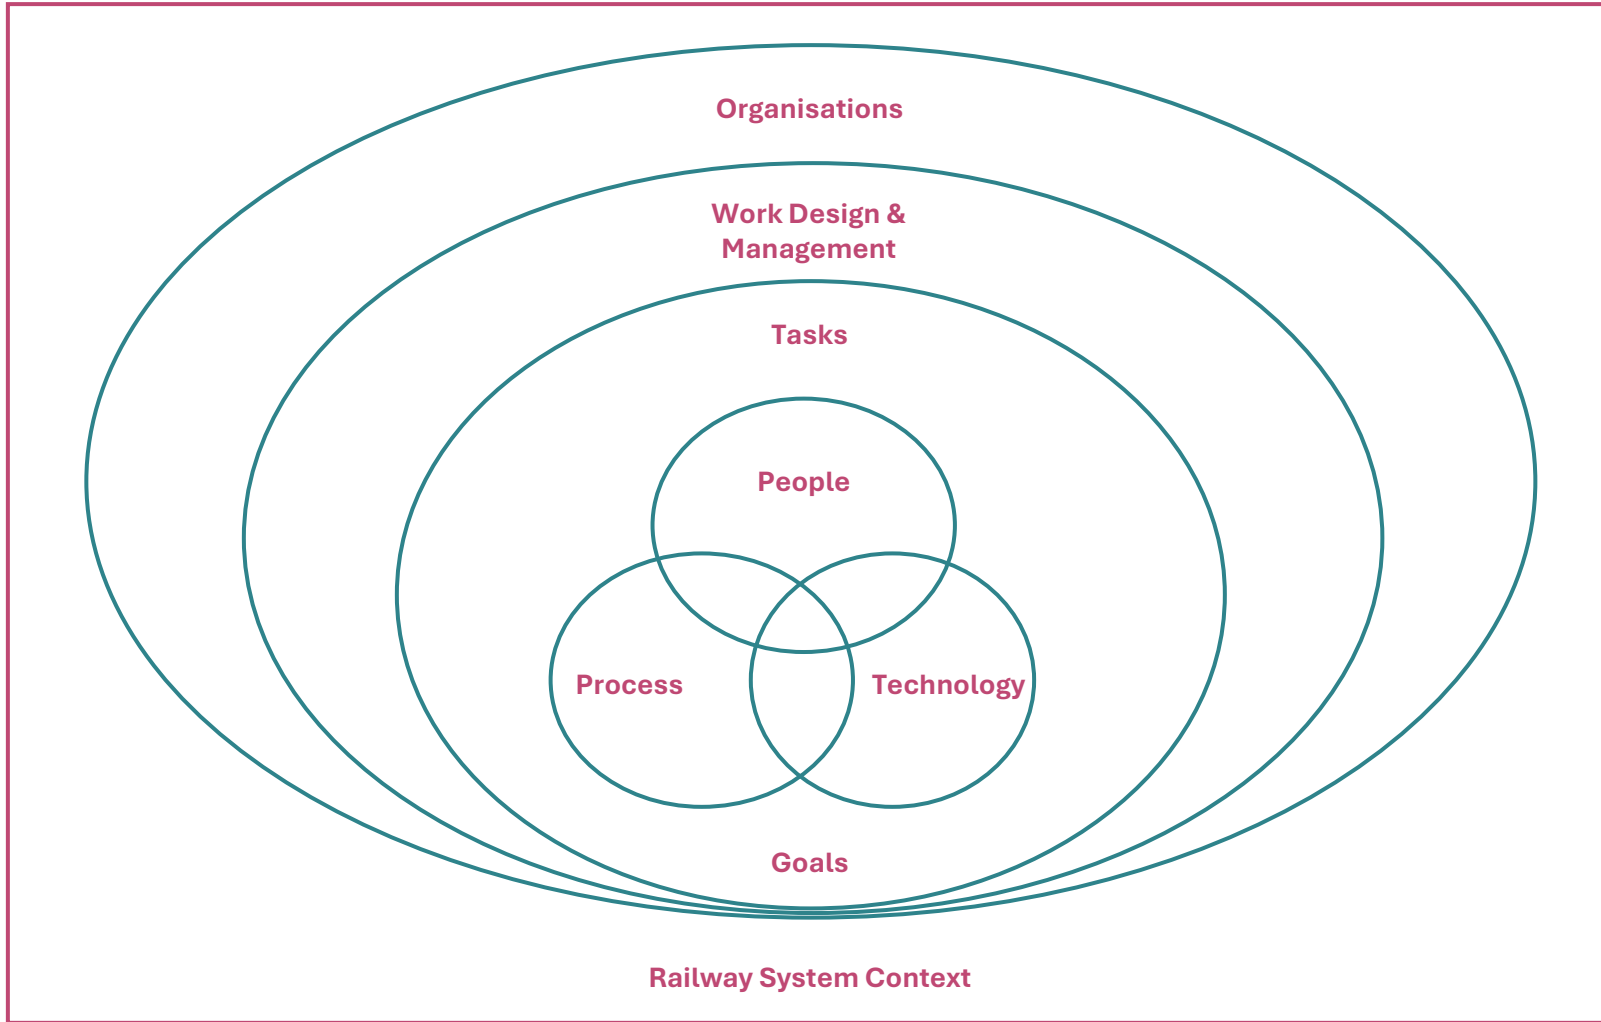 Organisations
Work Design &
Management
Tasks
People
Process
Technology
Goals
Railway System Context